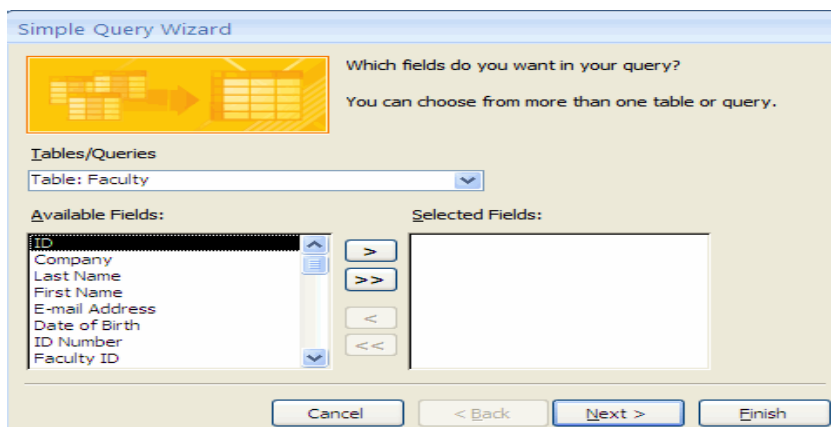 Simple Query Wizard
Which fields do you want in your query?
You can choose from more than one table or query.
Tables/Queries
Table: Faculty
Available Fields:
Selected Fields:
ID
Company
Last Name
First Name
E-mail Address
Date of Birth
ID Number
Faculty ID
>
>>
<
<<
Cancel
< Back
Next >
Finish